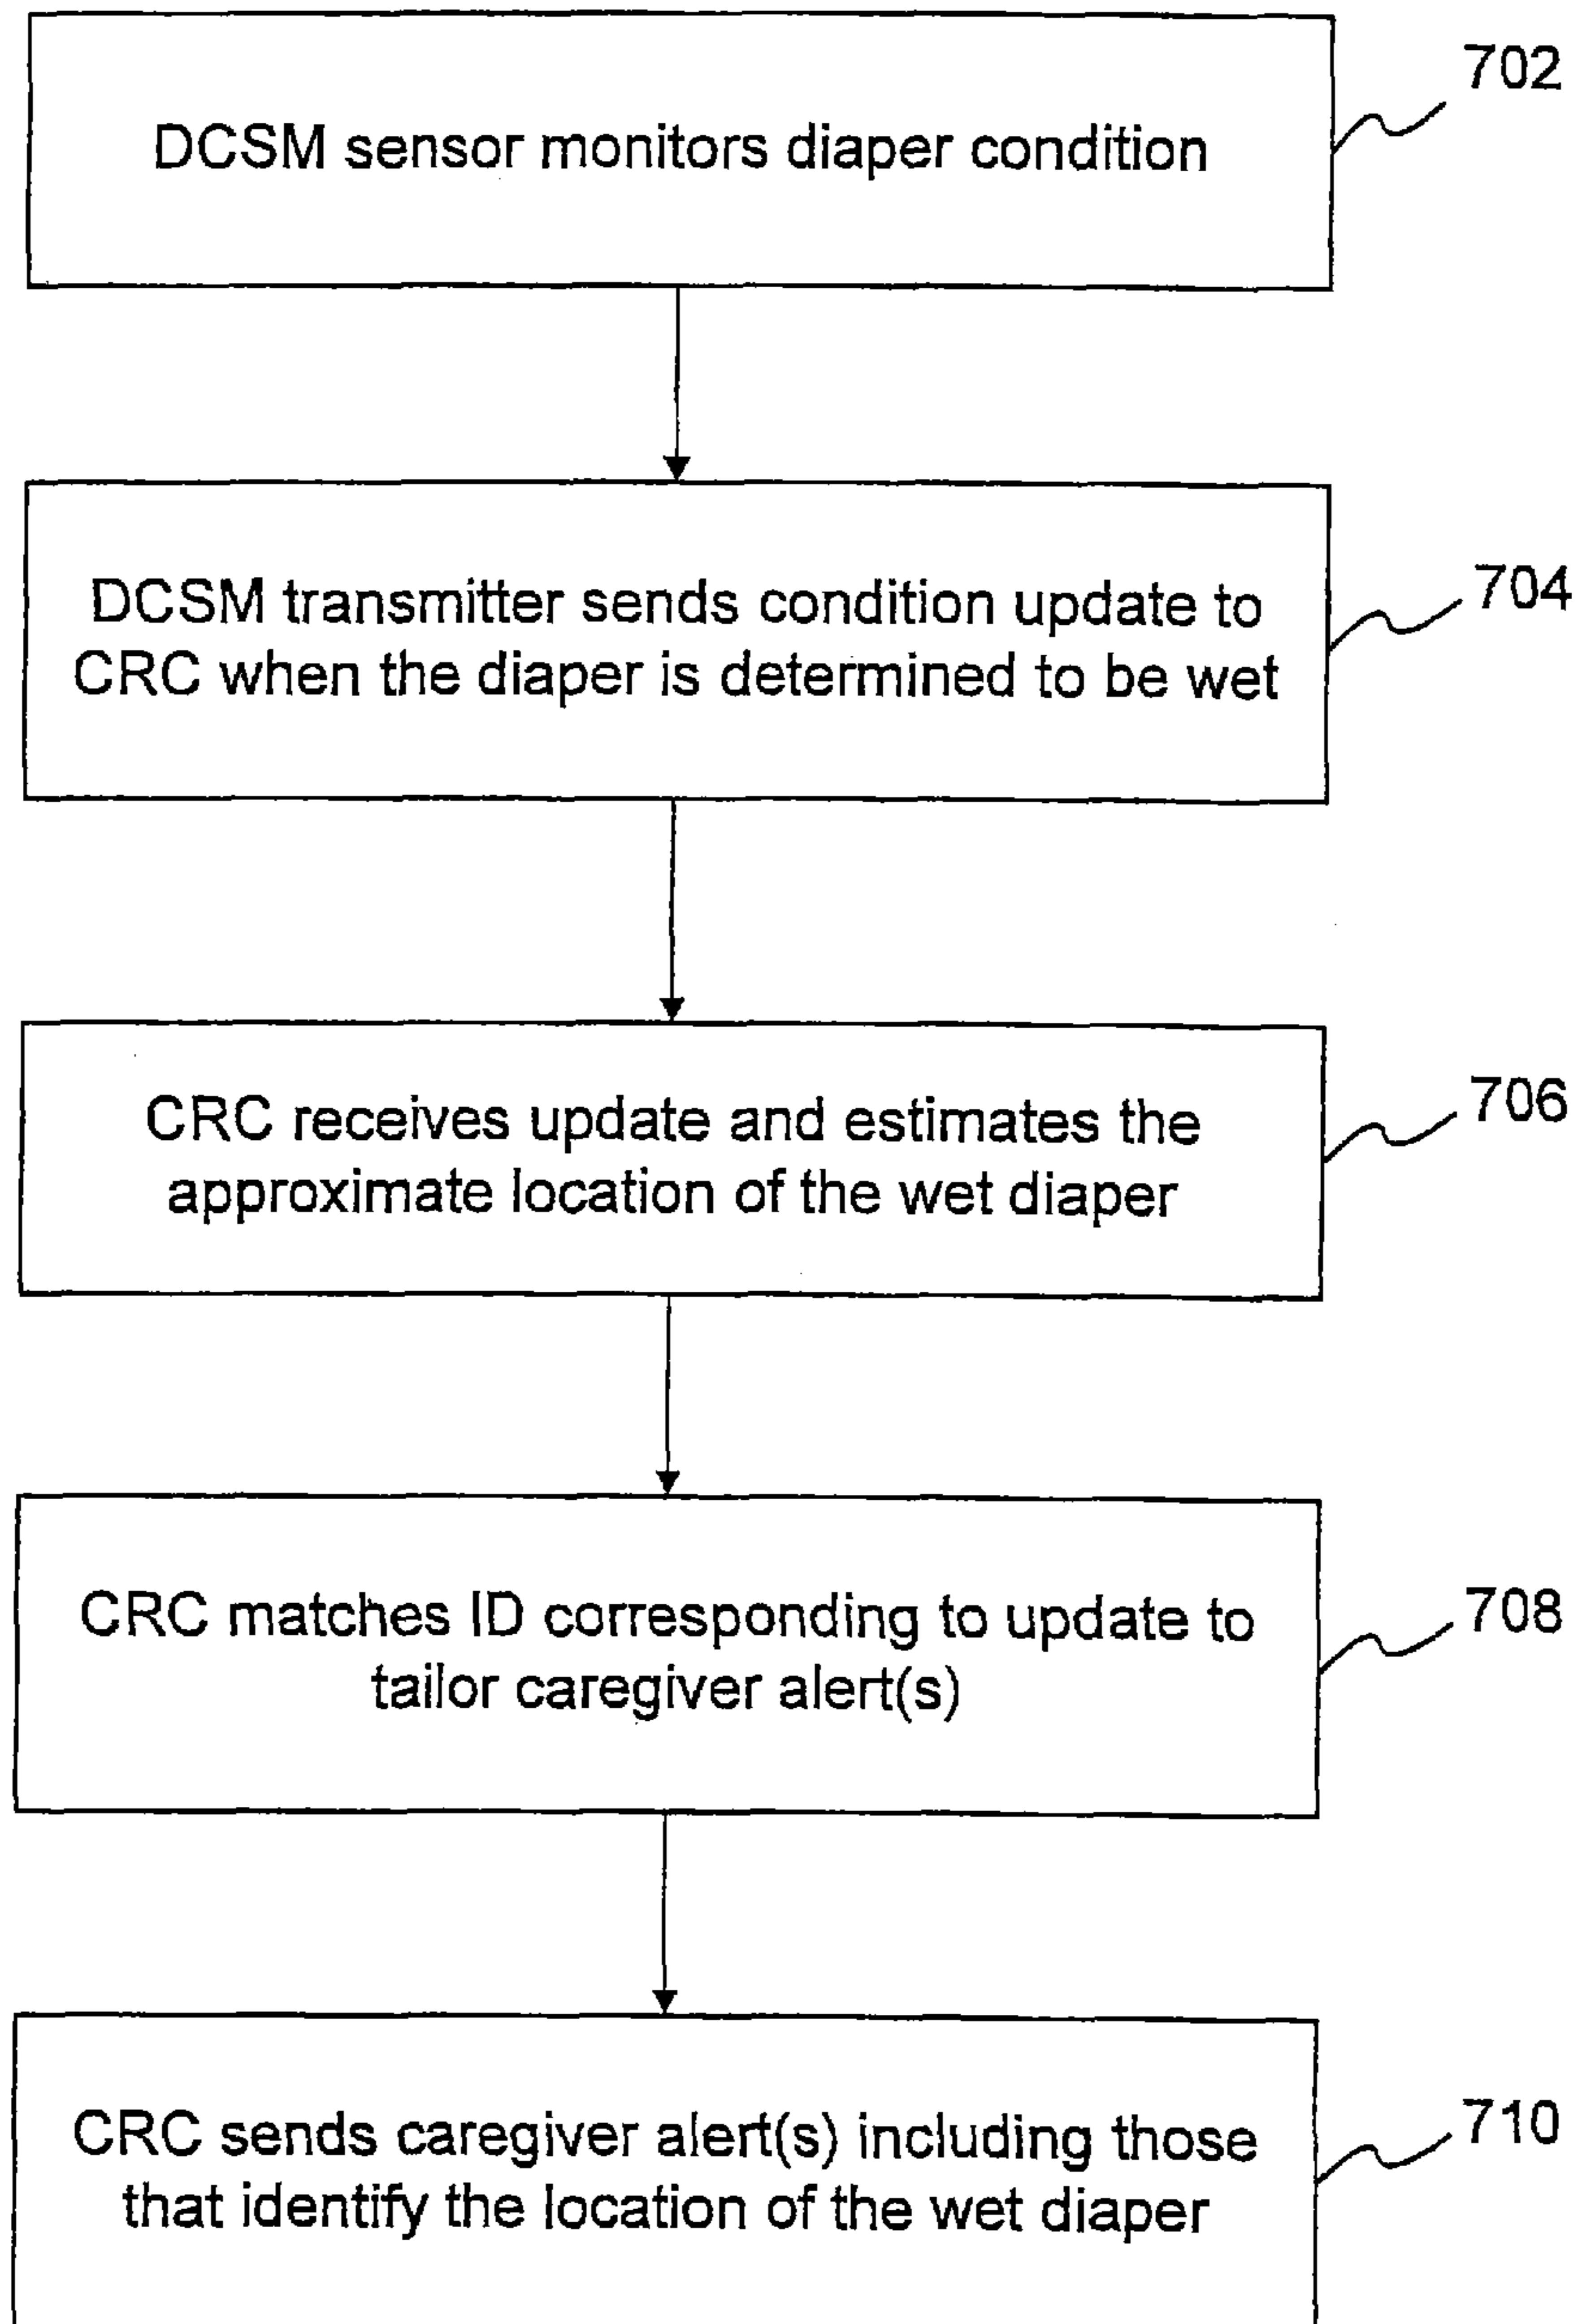 702
DCSM sensor monitors diaper condition
704
DCSM transmitter sends condition update to
CRC when the diaper is determined to be wet
706
CRC receives update and estimates the
approximate location of the wet diaper
708
CRC matches ID corresponding to update to
tailor caregiver alert(s)
710
CRC sends caregiver alert(s) including those
that identify the location of the wet diaper